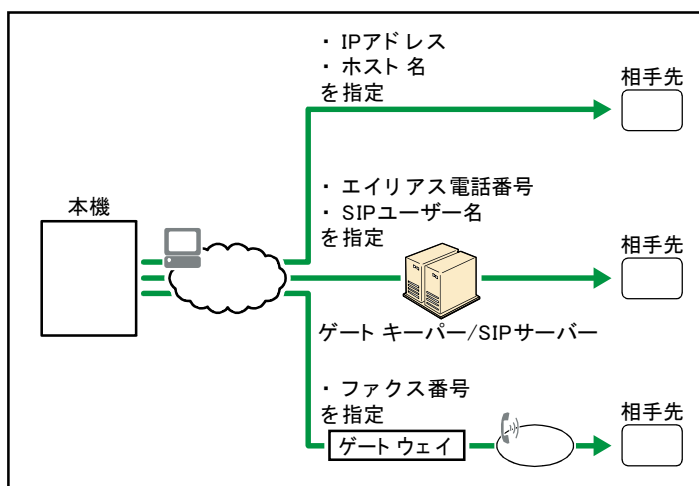 ・ IPアドレス
・ ホスト名
を指定
相手先
本機
・ エイリアス電話番号
・ SIPユーザー名
を指定
相手先
ゲートキーパー/SIPサーバー
・ ファクス番号
を指定
相手先
ゲートウェイ